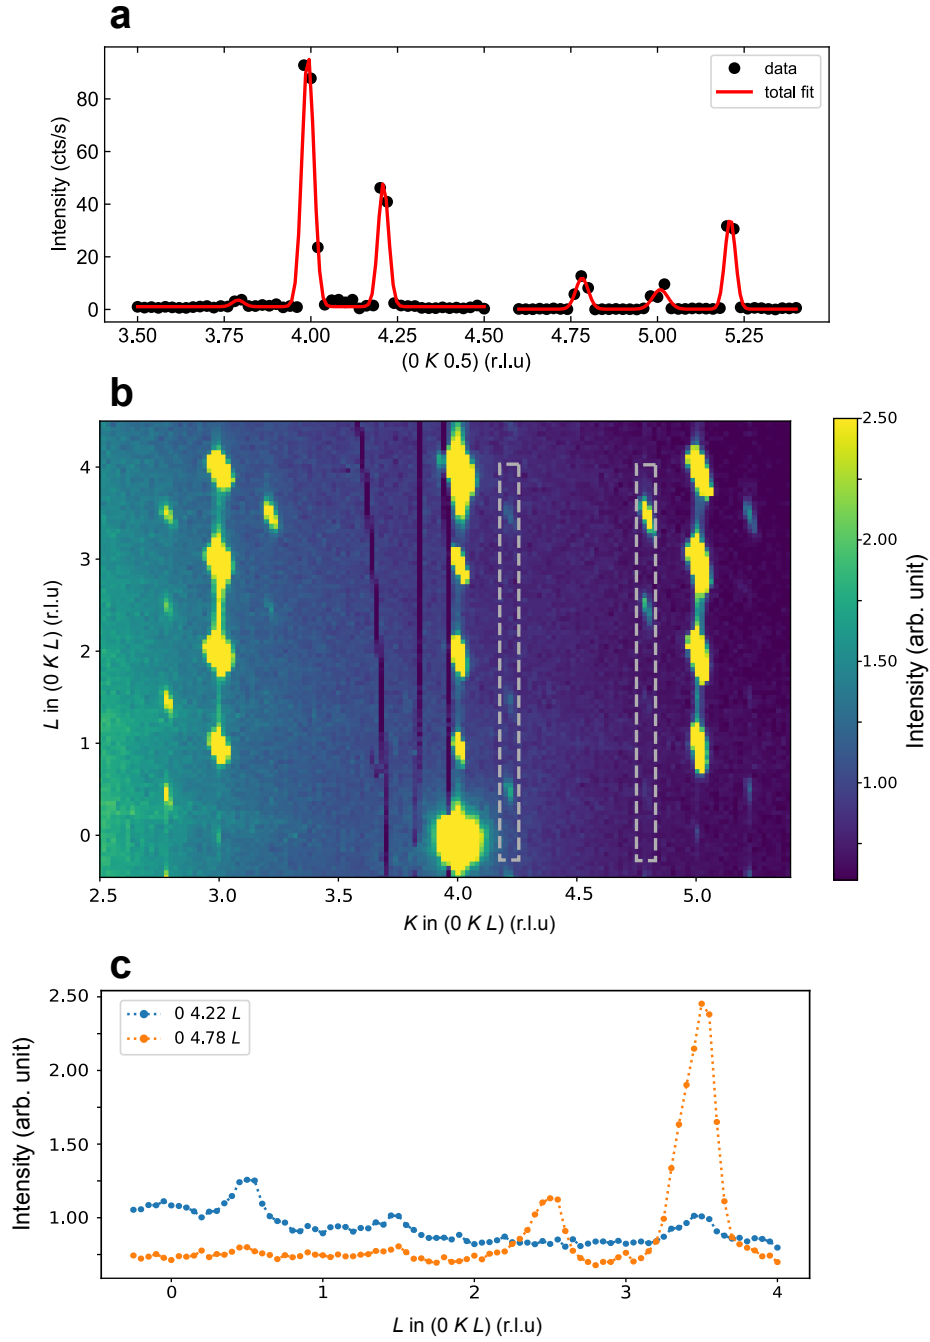 a
80
60
40
20
0
Intensity (cts/s)
data
total fit
3.50 3.75 4.00 4.25 4.50 4.75 5.00 5.25
(0 K 0.5) (r.l.u)
b
4
3
2
1
0
L in (0 K L) (r.l.u)
2.5 3.0 3.5 4.0 4.5 5.0
K in (0 K L) (r.l.u)
2.50
2.00
1.50
1.00
Intensity (arb. unit)
c
2.50
2.00
1.50
1.00
Intensity (arb. unit)
0 4.22 L
0 4.78 L
0 1 2 3 4
L in (0 K L) (r.l.u)